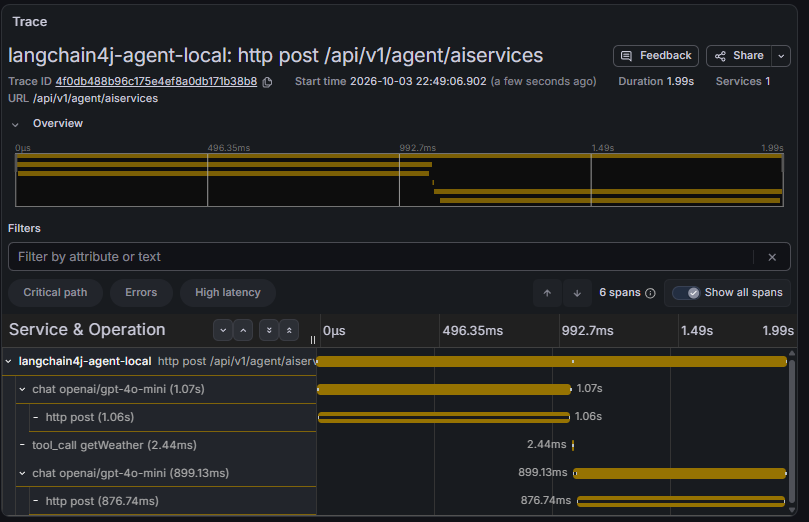 Trace
langchain4j-agent-local: http post /api/v1/agent/aiservices
Feedback
Share
Trace ID 4f0db488b96c175e4ef8a0db171b38b8 Start time 2026-10-03 22:49:06.902 (a few seconds ago) Duration 1.99s Services 1
URL /api/v1/agent/aiservices
Overview
0µs 496.35ms 992.7ms 1.49s 1.99s
Filters
Filter by attribute or text
Critical path Errors High latency 6 spans Show all spans
Service & Operation 0µs 496.35ms 992.7ms 1.49s 1.99s
langchain4j-agent-local http post /api/v1/agent/aiserv
chat openai/gpt-4o-mini (1.07s) 1.07s
http post (1.06s) 1.06s
tool_call getWeather (2.44ms) 2.44ms
chat openai/gpt-4o-mini (899.13ms) 899.13ms
http post (876.74ms) 876.74ms